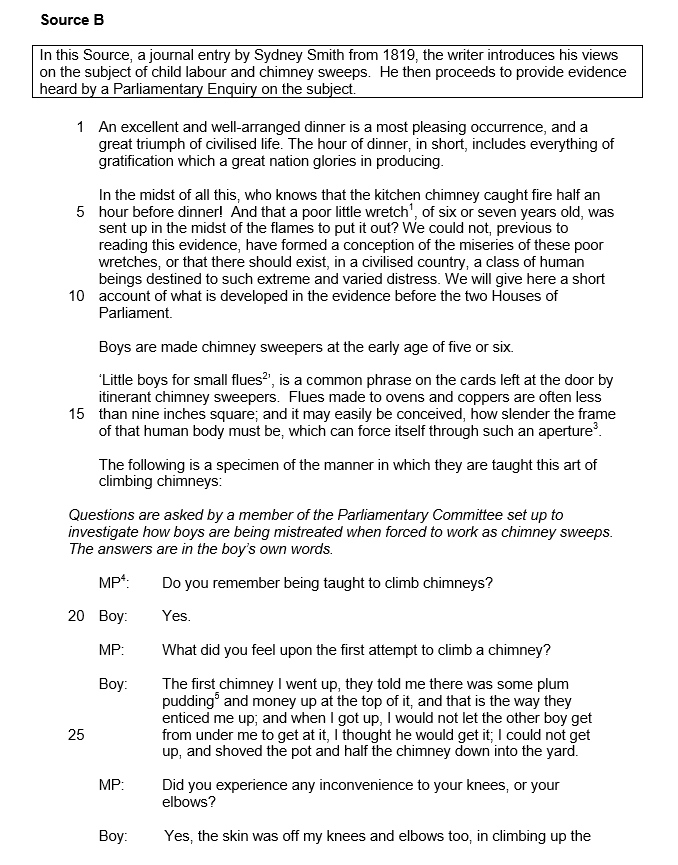 Source B
In this Source, a journal entry by Sydney Smith from 1819, the writer introduces his views
on the subject of child labour and chimney sweeps. He then proceeds to provide evidence
heard by a Parliamentary Enquiry on the subject.
1 An excellent and well-arranged dinner is a most pleasing occurrence, and a
great triumph of civilised life. The hour of dinner, in short, includes everything of
gratification which a great nation glories in producing.
In the midst of all this, who knows that the kitchen chimney caught fire half an
5 hour before dinner! And that a poor little wretch¹, of six or seven years old, was
sent up in the midst of the flames to put it out? We could not, previous to
reading this evidence, have formed a conception of the miseries of these poor
wretches, or that there should exist, in a civilised country, a class of human
beings destined to such extreme and varied distress. We will give here a short
10 account of what is developed in the evidence before the two Houses of
Parliament.
Boys are made chimney sweepers at the early age of five or six.
‘Little boys for small flues²’, is a common phrase on the cards left at the door by
itinerant chimney sweepers. Flues made to ovens and coppers are often less
15 than nine inches square; and it may easily be conceived, how slender the frame
of that human body must be, which can force itself through such an aperture³.
The following is a specimen of the manner in which they are taught this art of
climbing chimneys:
Questions are asked by a member of the Parliamentary Committee set up to
investigate how boys are being mistreated when forced to work as chimney sweeps.
The answers are in the boy’s own words.
MP⁴: Do you remember being taught to climb chimneys?
20 Boy: Yes.
MP: What did you feel upon the first attempt to climb a chimney?
Boy: The first chimney I went up, they told me there was some plum
pudding⁵ and money up at the top of it, and that is the way they
enticed me up; and when I got up, I would not let the other boy get
25 from under me to get at it, I thought he would get it; I could not get
up, and shoved the pot and half the chimney down into the yard.
MP: Did you experience any inconvenience to your knees, or your
elbows?
Boy: Yes, the skin was off my knees and elbows too, in climbing up the